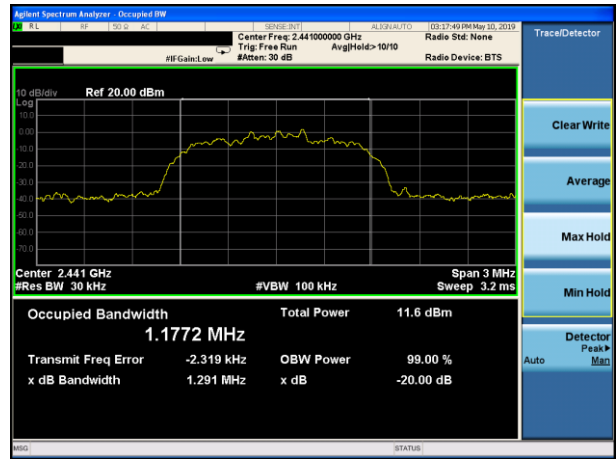 Agilent Spectrum Analyzer - Occupied BW
RL RF 50 Ω AC SENSE:INT ALIGNAUTO 03:17:49 PM May 10, 2019
Center Freq: 2.441000000 GHz Radio Std: None
Trig: Free Run Avg|Hold:> 10/10
#IFGain:Low #Atten: 30 dB Radio Device: BTS
Trace/Detector
10 dB/div Ref 20.00 dBm
Log
10.0
0.00
-10.0
-20.0
-30.0
-40.0
-50.0
-60.0
-70.0
Center 2.441 GHz Span 3 MHz
#Res BW 30 kHz #VBW 100 kHz Sweep 3.2 ms
Occupied Bandwidth Total Power 11.6 dBm
1.1772 MHz
Transmit Freq Error -2.319 kHz OBW Power 99.00 %
x dB Bandwidth 1.291 MHz x dB -20.00 dB
Clear Write
Average
Max Hold
Min Hold
Detector
Peak▶
Auto Man
MSG STATUS